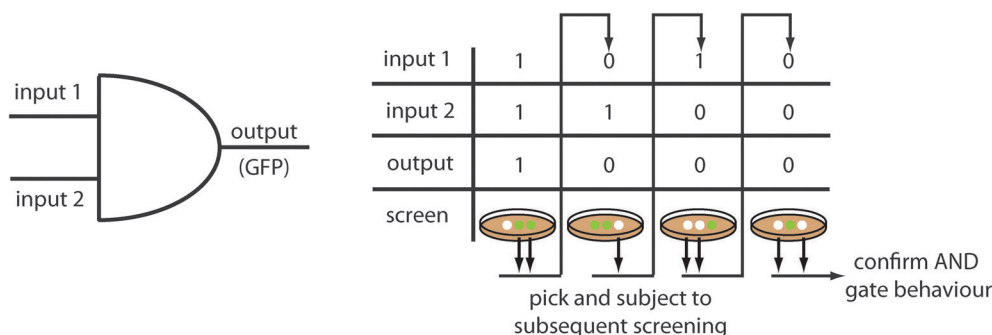 input 1
output
(GFP)
input 2
input 1 1 0 1 0
input 2 1 1 0 0
output 1 0 0 0
screen
pick and subject to
subsequent screening
confirm AND
gate behaviour